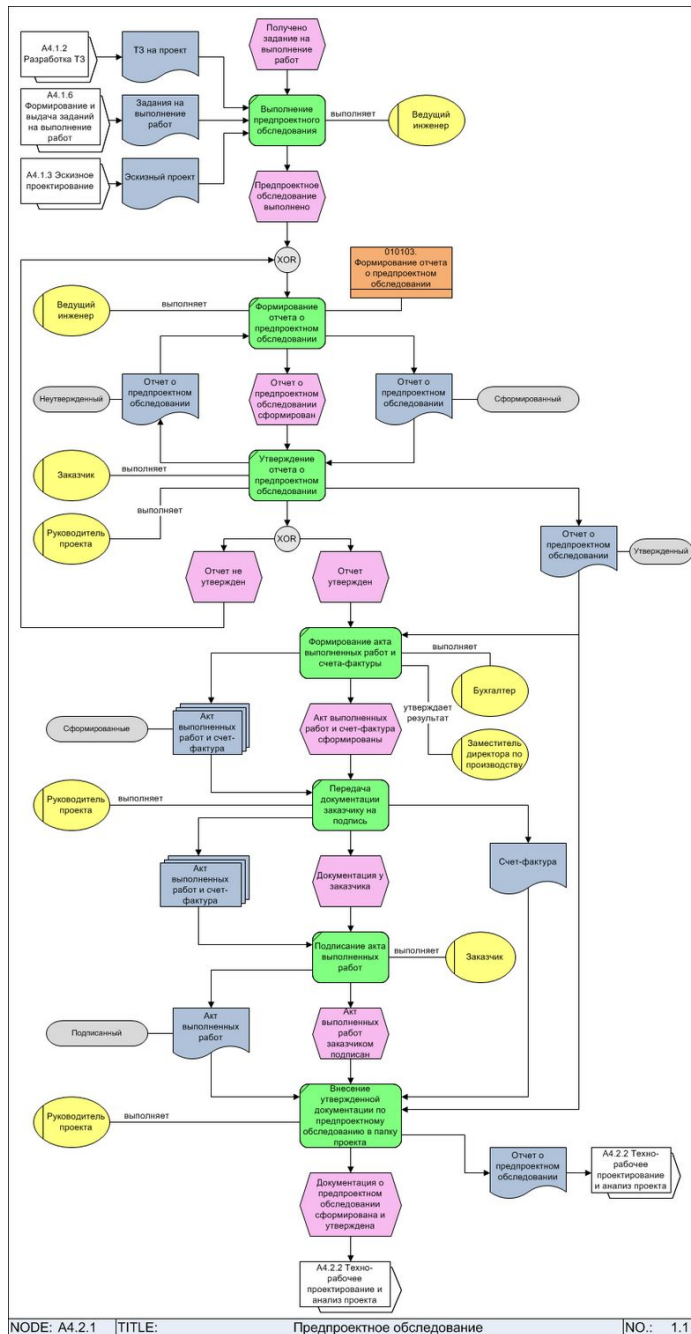 Получено
задание на
выполнение
работ
А4.1.2
Разработка ТЗ
ТЗ на проект
А4.1.6
Формирование и
выдача заданий
на выполнение
работ
Задания на
выполнение
работ
Выполнение
предпроектного
обследования
выполняет
Ведущий
инженер
А4.1.3 Эскизное
проектирование
Эскизный проект
Предпроектное
обследование
выполнено
XOR
010103.
Формирование отчета
о предпроектном
обследовании
Ведущий
инженер
выполняет
Формирование
отчета о
предпроектном
обследовании
Неутвержденный
Отчет о
предпроектном
обследовании
Отчет о
предпроектном
обследовании
сформирован
Отчет о
предпроектном
обследовании
Сформированный
Заказчик
выполняет
Утверждение
отчета о
предпроектном
обследовании
Руководитель
проекта
выполняет
XOR
Отчет о
предпроектном
обследовании
Утвержденный
Отчет не
утвержден
Отчет
утвержден
Формирование акта
выполненных работ и
счета-фактуры
выполняет
Бухгалтер
утверждает
результат
Сформированные
Акт
выполненных
работ и счет-
фактура
Акт выполненных
работ и счет-фактура
сформированы
Заместитель
директора по
производству
Руководитель
проекта
выполняет
Передача
документации
заказчику на
подпись
Акт
выполненных
работ и счет-
фактура
Документация у
заказчика
Счет-фактура
Подписание акта
выполненных
работ
выполняет
Заказчик
Подписанный
Акт
выполненных
работ
Акт
выполненных
работ
заказчиком
подписан
Руководитель
проекта
выполняет
Внесение
утвержденной
документации по
предпроектному
обследованию в папку
проекта
Отчет о
предпроектном
обследовании
А4.2.2 Техно-
рабочее
проектирование
и анализ проекта
Документация о
предпроектном
обследовании
сформирована и
утверждена
А4.2.2 Техно-
рабочее
проектирование и
анализ проекта
NODE: А4.2.1 TITLE: Предпроектное обследование NO.: 1.1